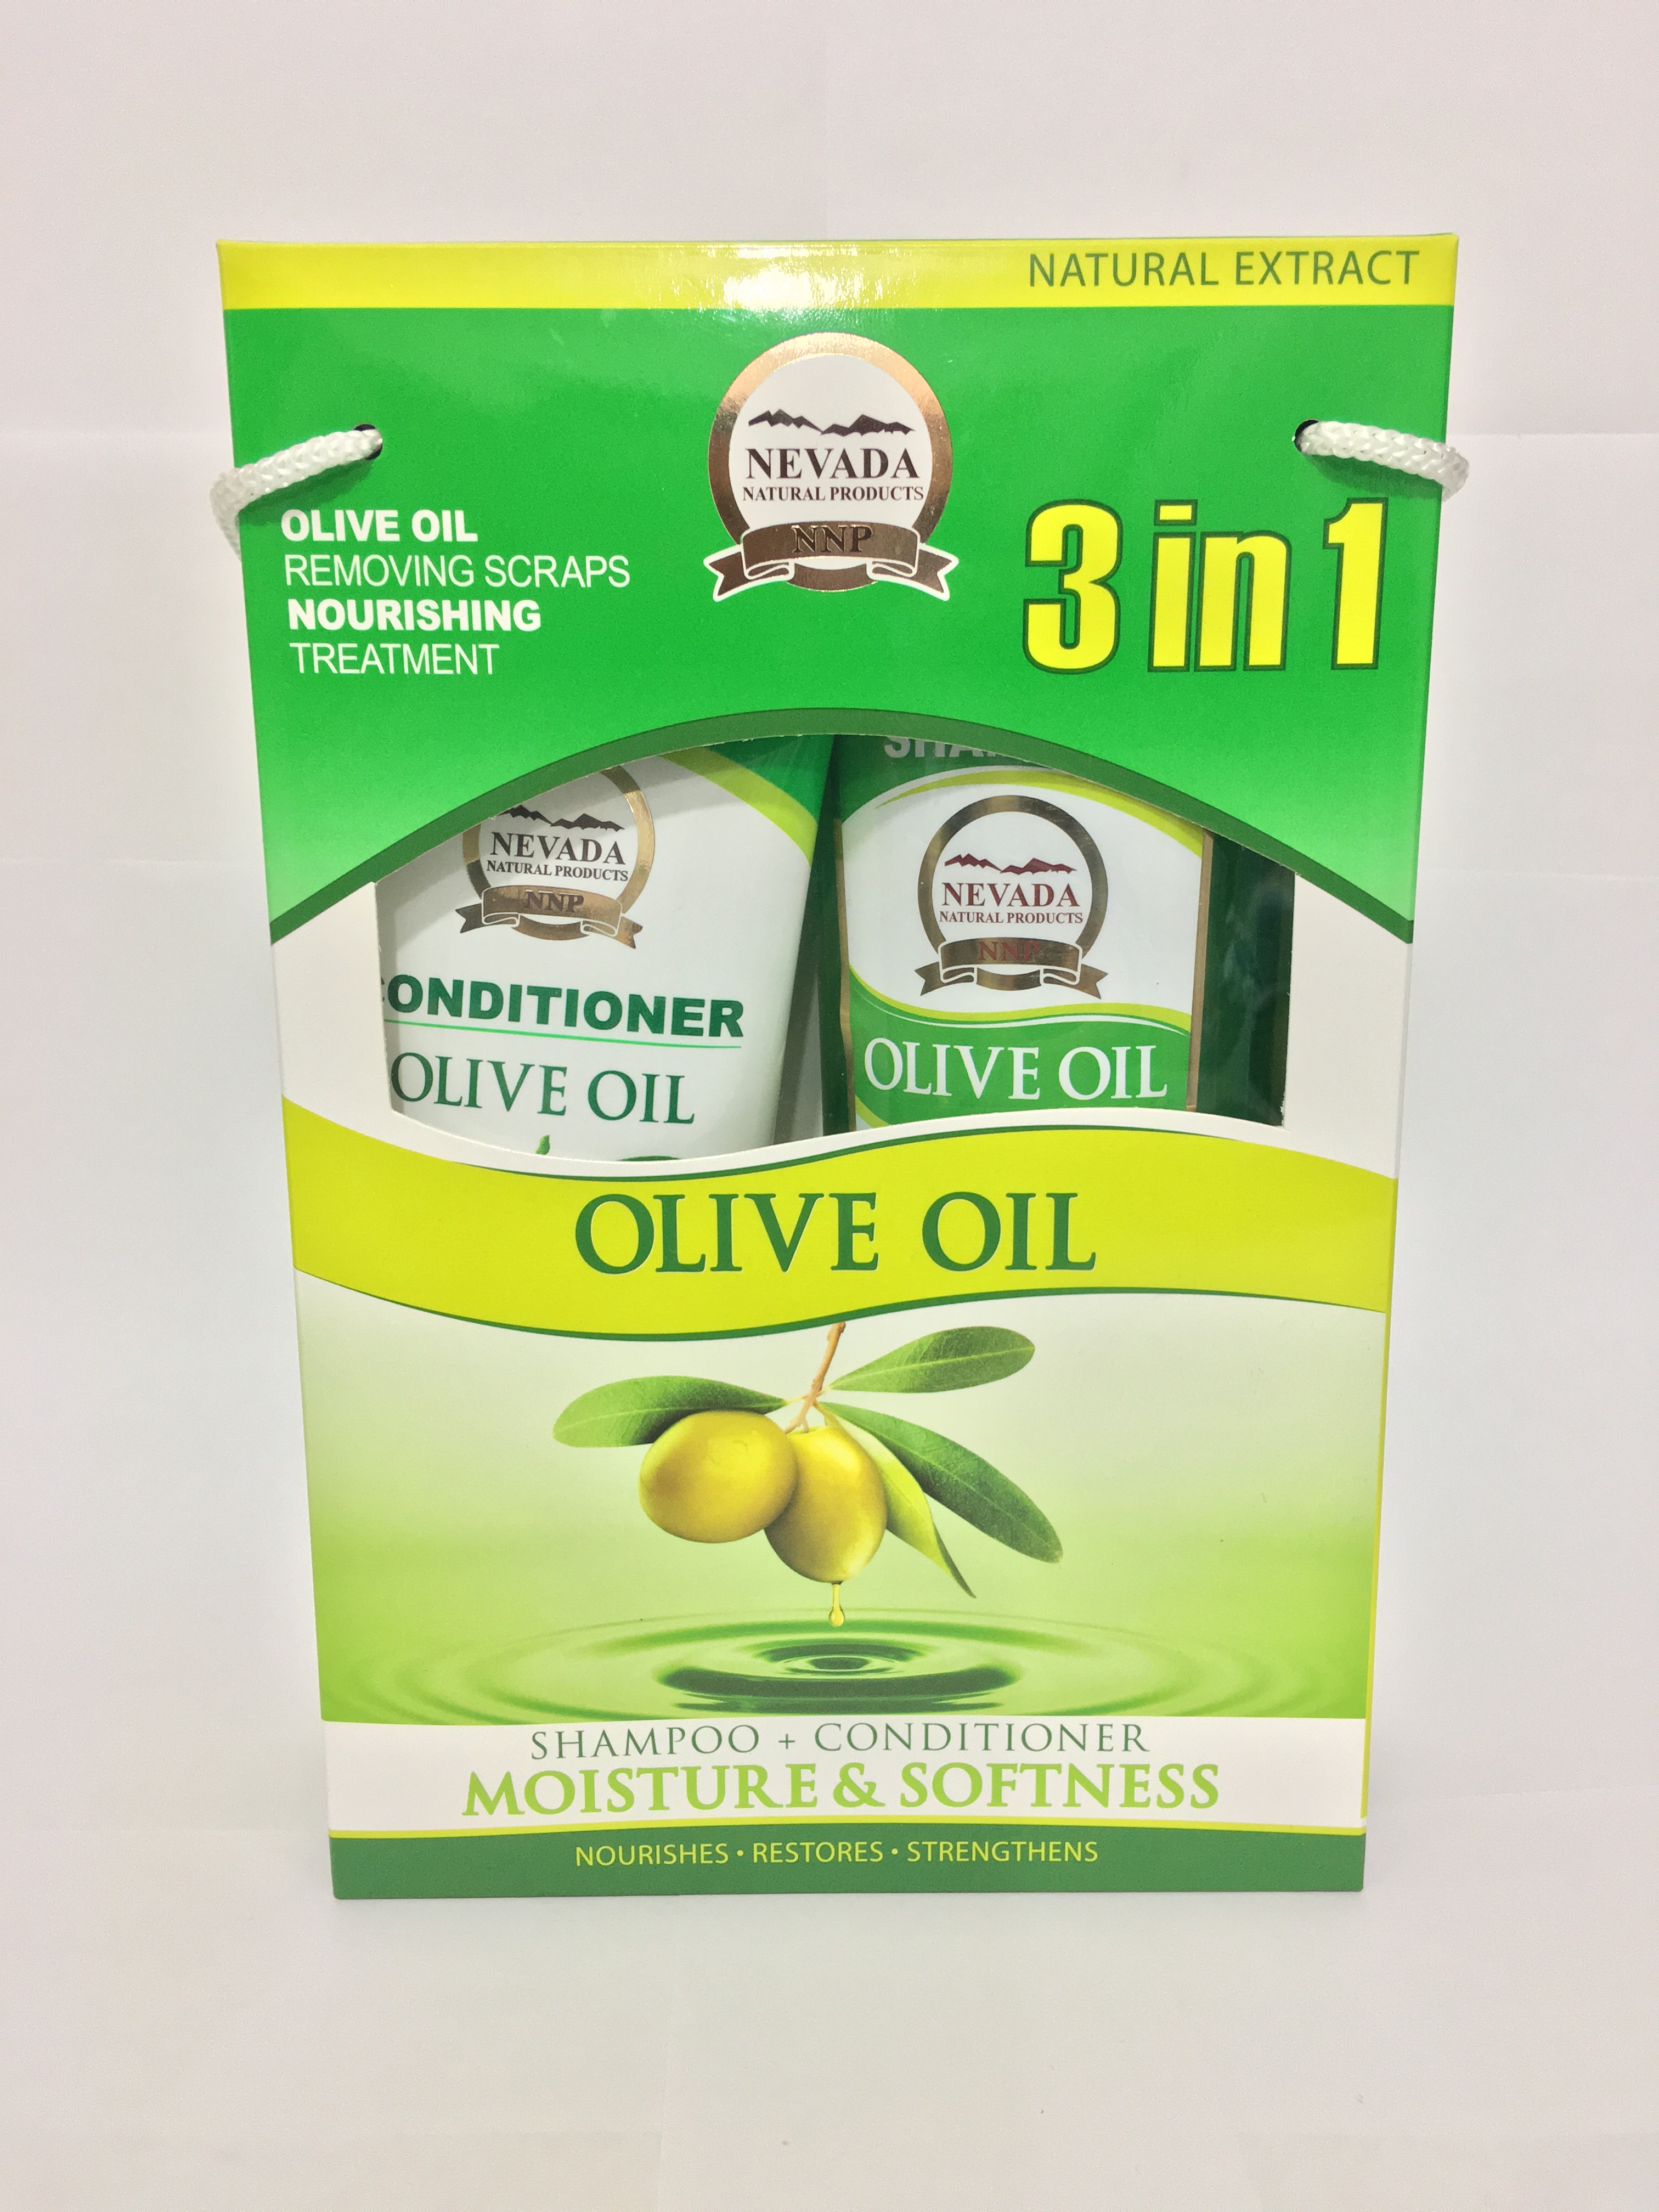 NATURAL EXTRACT
NEVADA
NATURAL PRODUCTS
NNP
OLIVE OIL
REMOVING SCRAPS
NOURISHING
TREATMENT
3 in 1
NEVADA
NATURAL PRODUCTS
NNP
CONDITIONER
OLIVE OIL
NEVADA
NATURAL PRODUCTS
NNP
OLIVE OIL
OLIVE OIL
SHAMPOO + CONDITIONER
MOISTURE & SOFTNESS
NOURISHES • RESTORES • STRENGTHENS